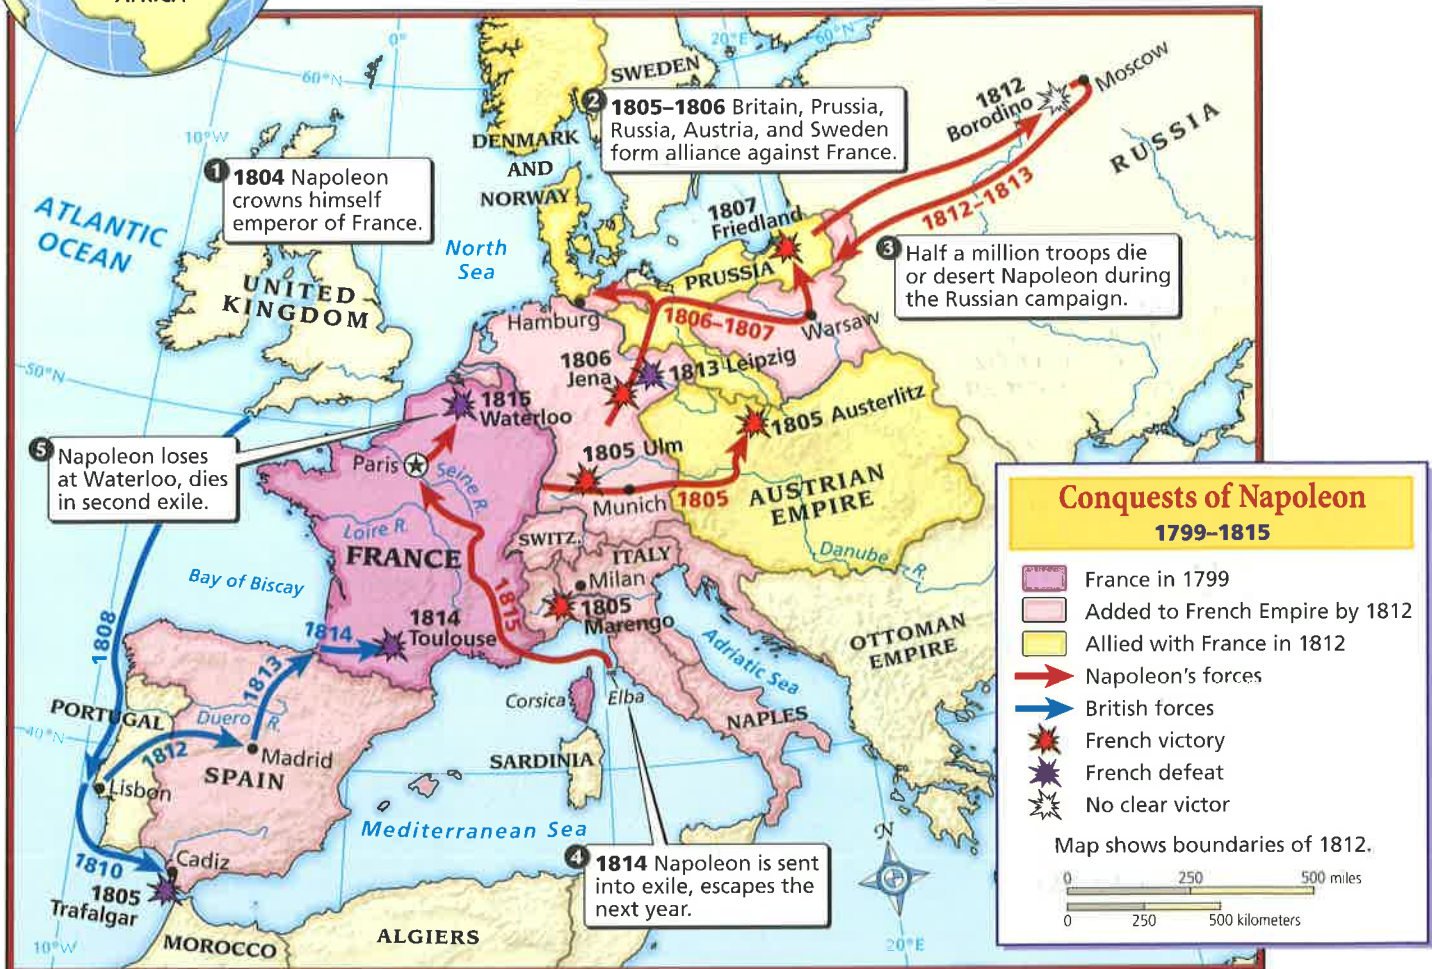 AFRICA
0°
20°E
60°N
60°N
10°W
50°N
40°N
10°W
20°E
SWEDEN
Moscow
1812
Borodino
RUSSIA
2 1805–1806 Britain, Prussia,
Russia, Austria, and Sweden
form alliance against France.
DENMARK
AND
NORWAY
1 1804 Napoleon
crowns himself
emperor of France.
ATLANTIC
OCEAN
North
Sea
1807
Friedland
1812–1813
3 Half a million troops die
or desert Napoleon during
the Russian campaign.
PRUSSIA
UNITED
KINGDOM
Hamburg
1806–1807
Warsaw
1806
Jena
1813 Leipzig
1815
Waterloo
1805 Austerlitz
5 Napoleon loses
at Waterloo, dies
in second exile.
Paris
Seine R.
1805 Ulm
Munich
1805
AUSTRIAN
EMPIRE
Loire R.
FRANCE
SWITZ.
ITALY
Danube R.
Milan
Bay of Biscay
1815
1805
Marengo
1814
Toulouse
1814
1808
1813
OTTOMAN
EMPIRE
Adriatic Sea
Corsica
Elba
PORTUGAL
Duero R.
NAPLES
1812
Madrid
SARDINIA
SPAIN
Lisbon
Mediterranean Sea
1810
Cadiz
1805
Trafalgar
4 1814 Napoleon is sent
into exile, escapes the
next year.
MOROCCO
ALGIERS
N
Conquests of Napoleon
1799–1815
France in 1799
Added to French Empire by 1812
Allied with France in 1812
Napoleon's forces
British forces
French victory
French defeat
No clear victor
Map shows boundaries of 1812.
0 250 500 miles
0 250 500 kilometers